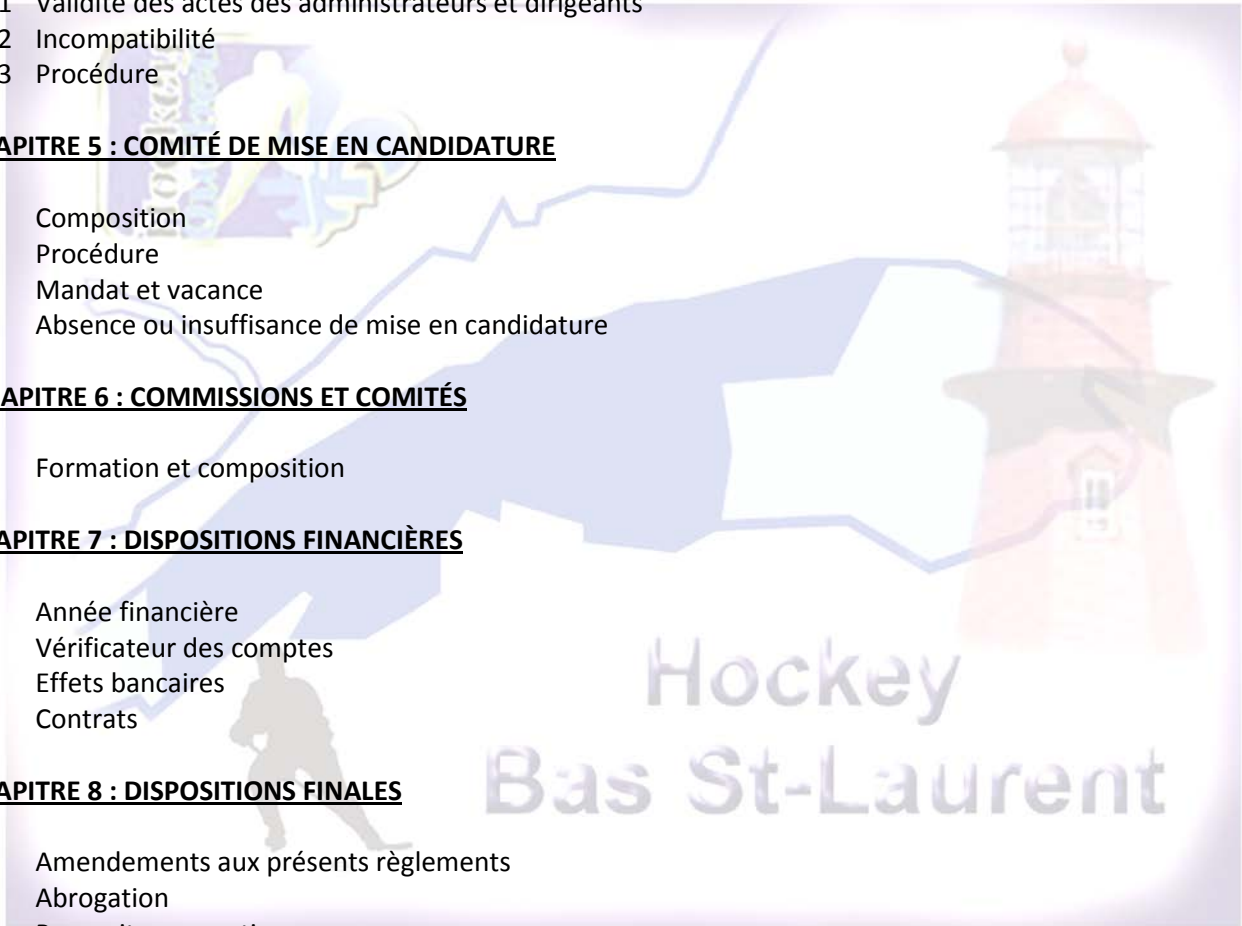 1 Validité des actes des administrateurs et dirigeants
2 Incompatibilité
3 Procédure
APITRE 5 : COMITÉ DE MISE EN CANDIDATURE
Composition
Procédure
Mandat et vacance
Absence ou insuffisance de mise en candidature
APITRE 6 : COMMISSIONS ET COMITÉS
Formation et composition
APITRE 7 : DISPOSITIONS FINANCIÈRES
Année financière
Vérificateur des comptes
Effets bancaires
Contrats
APITRE 8 : DISPOSITIONS FINALES
Amendements aux présents règlements
Abrogation
Hockey
Bas St-Laurent